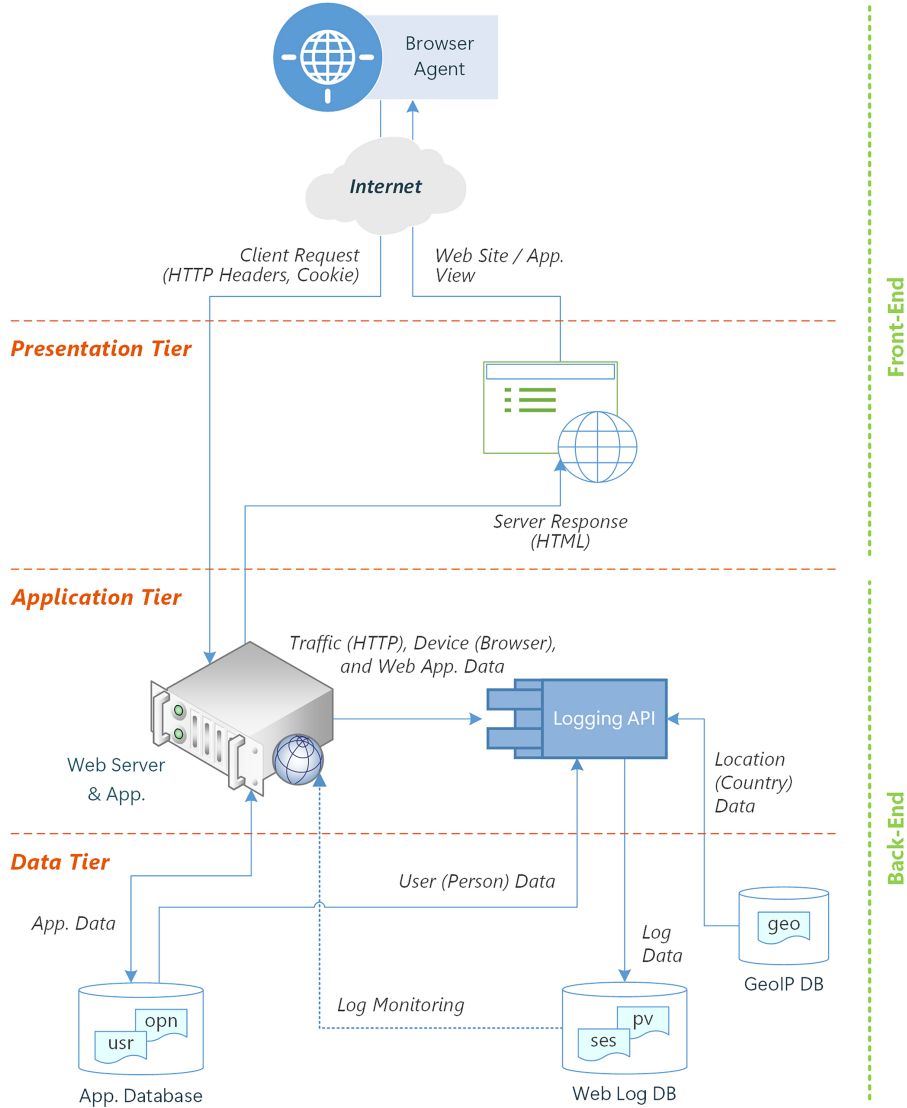 Browser
Agent
Internet
Client Request
(HTTP Headers, Cookie)
Web Site / App.
View
Front-End
Presentation Tier
Server Response
(HTML)
Application Tier
Traffic (HTTP), Device (Browser),
and Web App. Data
Logging API
Web Server
& App.
Location
(Country)
Data
Back-End
Data Tier
User (Person) Data
App. Data
Log
Data
geo
GeoIP DB
Log Monitoring
opn
usr
pv
ses
App. Database
Web Log DB